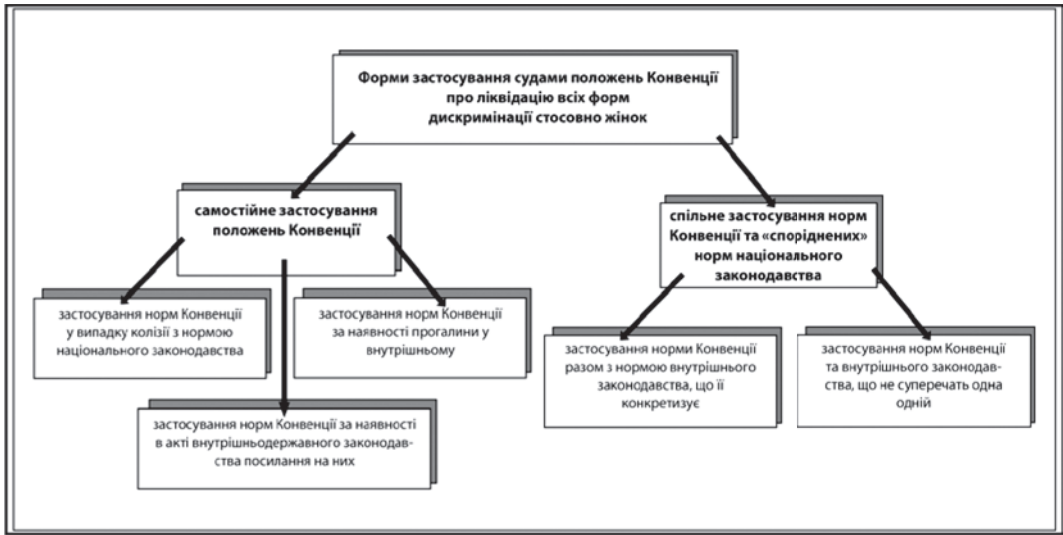 Форми застосування судами положень Конвенції
про ліквідацію всіх форм
дискримінації стосовно жінок
самостійне застосування
положень Конвенції
спільне застосування норм
Конвенції та «споріднених»
норм національного
законодавства
застосування норм Конвенції
у випадку колізії з нормою
національного законодавства
застосування норм Конвенції
за наявності прогалини у
внутрішньому
застосування норм Конвенції за наявності
в акті внутрішньодержавного законодав-
ства посилання на них
застосування норми Конвенції
разом з нормою внутрішнього
законодавства, що її
конкретизує
застосування норм Конвенції
та внутрішнього законодав-
ства, що не суперечать одна
одній